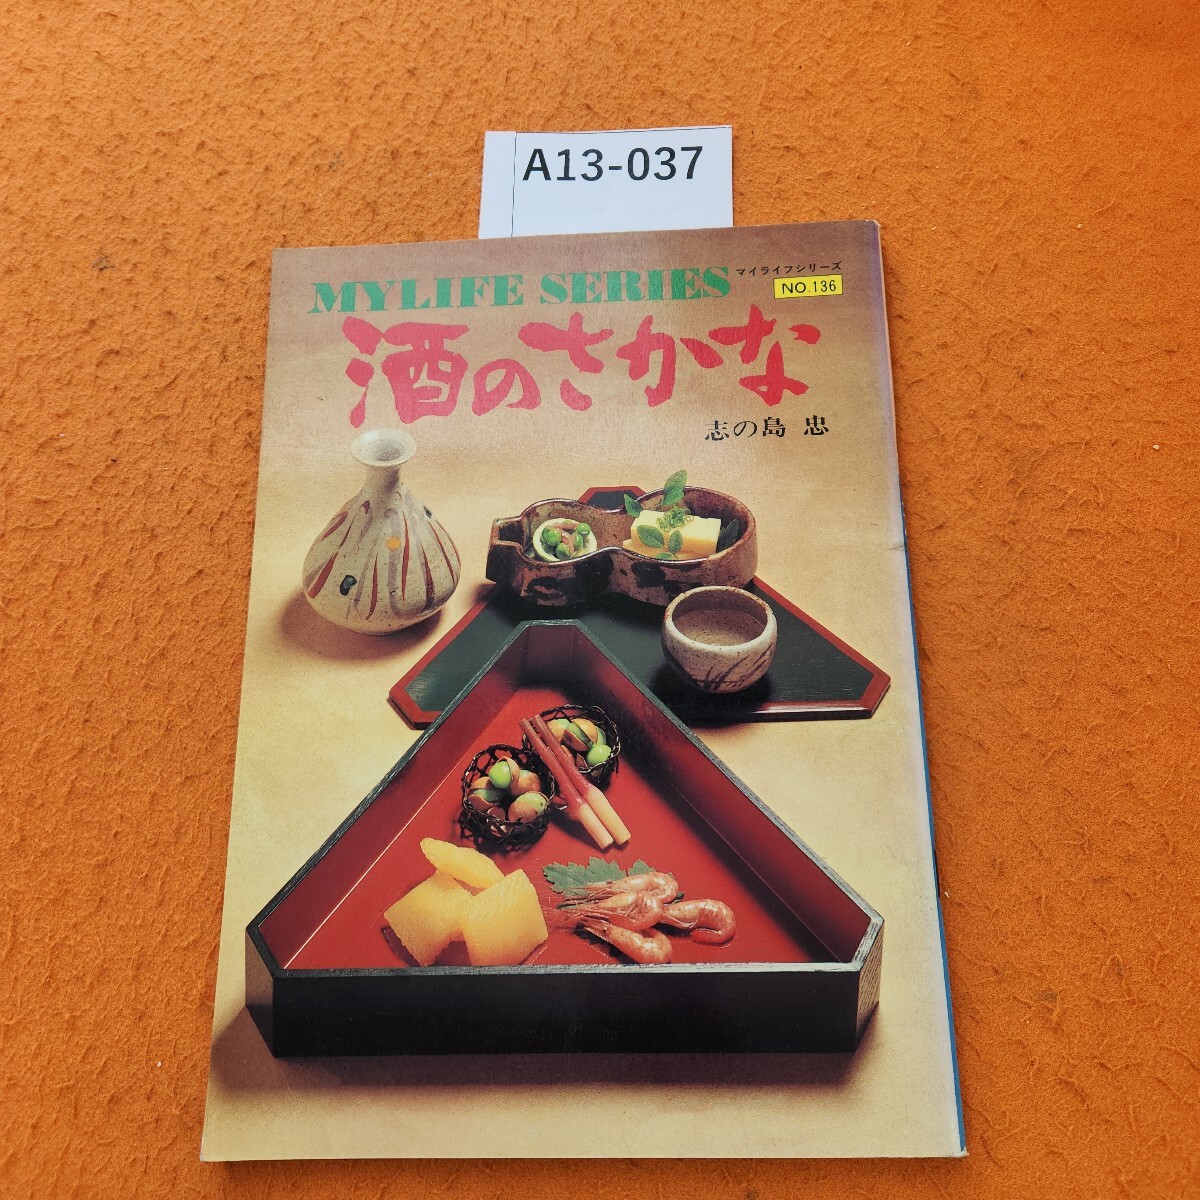 A13-037
MYLIFE SERIES
マイライフシリーズ
NO.136
酒のさかな
志の島 忠